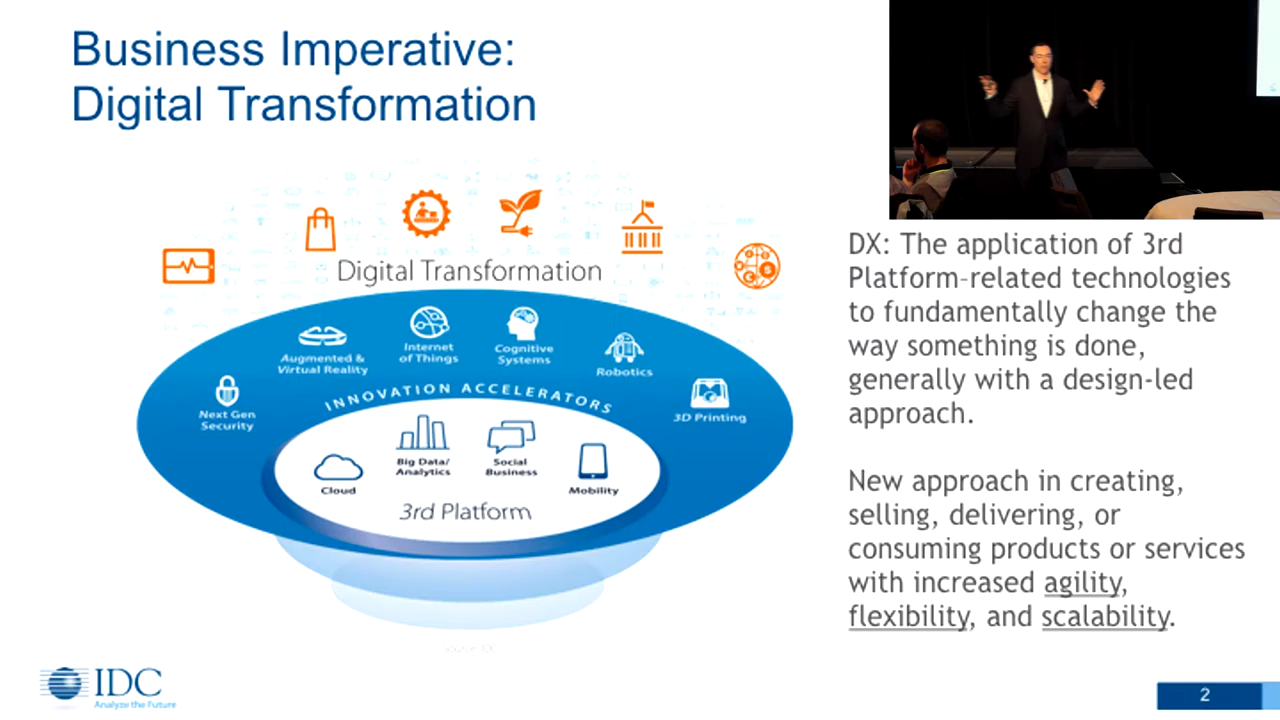 Business Imperative:
Digital Transformation
Digital Transformation
Augmented &
Virtual Reality
Internet
of Things
Cognitive
Systems
Robotics
Next Gen
Security
3D Printing
INNOVATION ACCELERATORS
Cloud
Big Data/
Analytics
Social
Business
Mobility
3rd Platform
DX: The application of 3rd
Platform-related technologies
to fundamentally change the
way something is done,
generally with a design-led
approach.
New approach in creating,
selling, delivering, or
consuming products or services
with increased agility,
flexibility, and scalability.
IDC
Analyze the Future
2